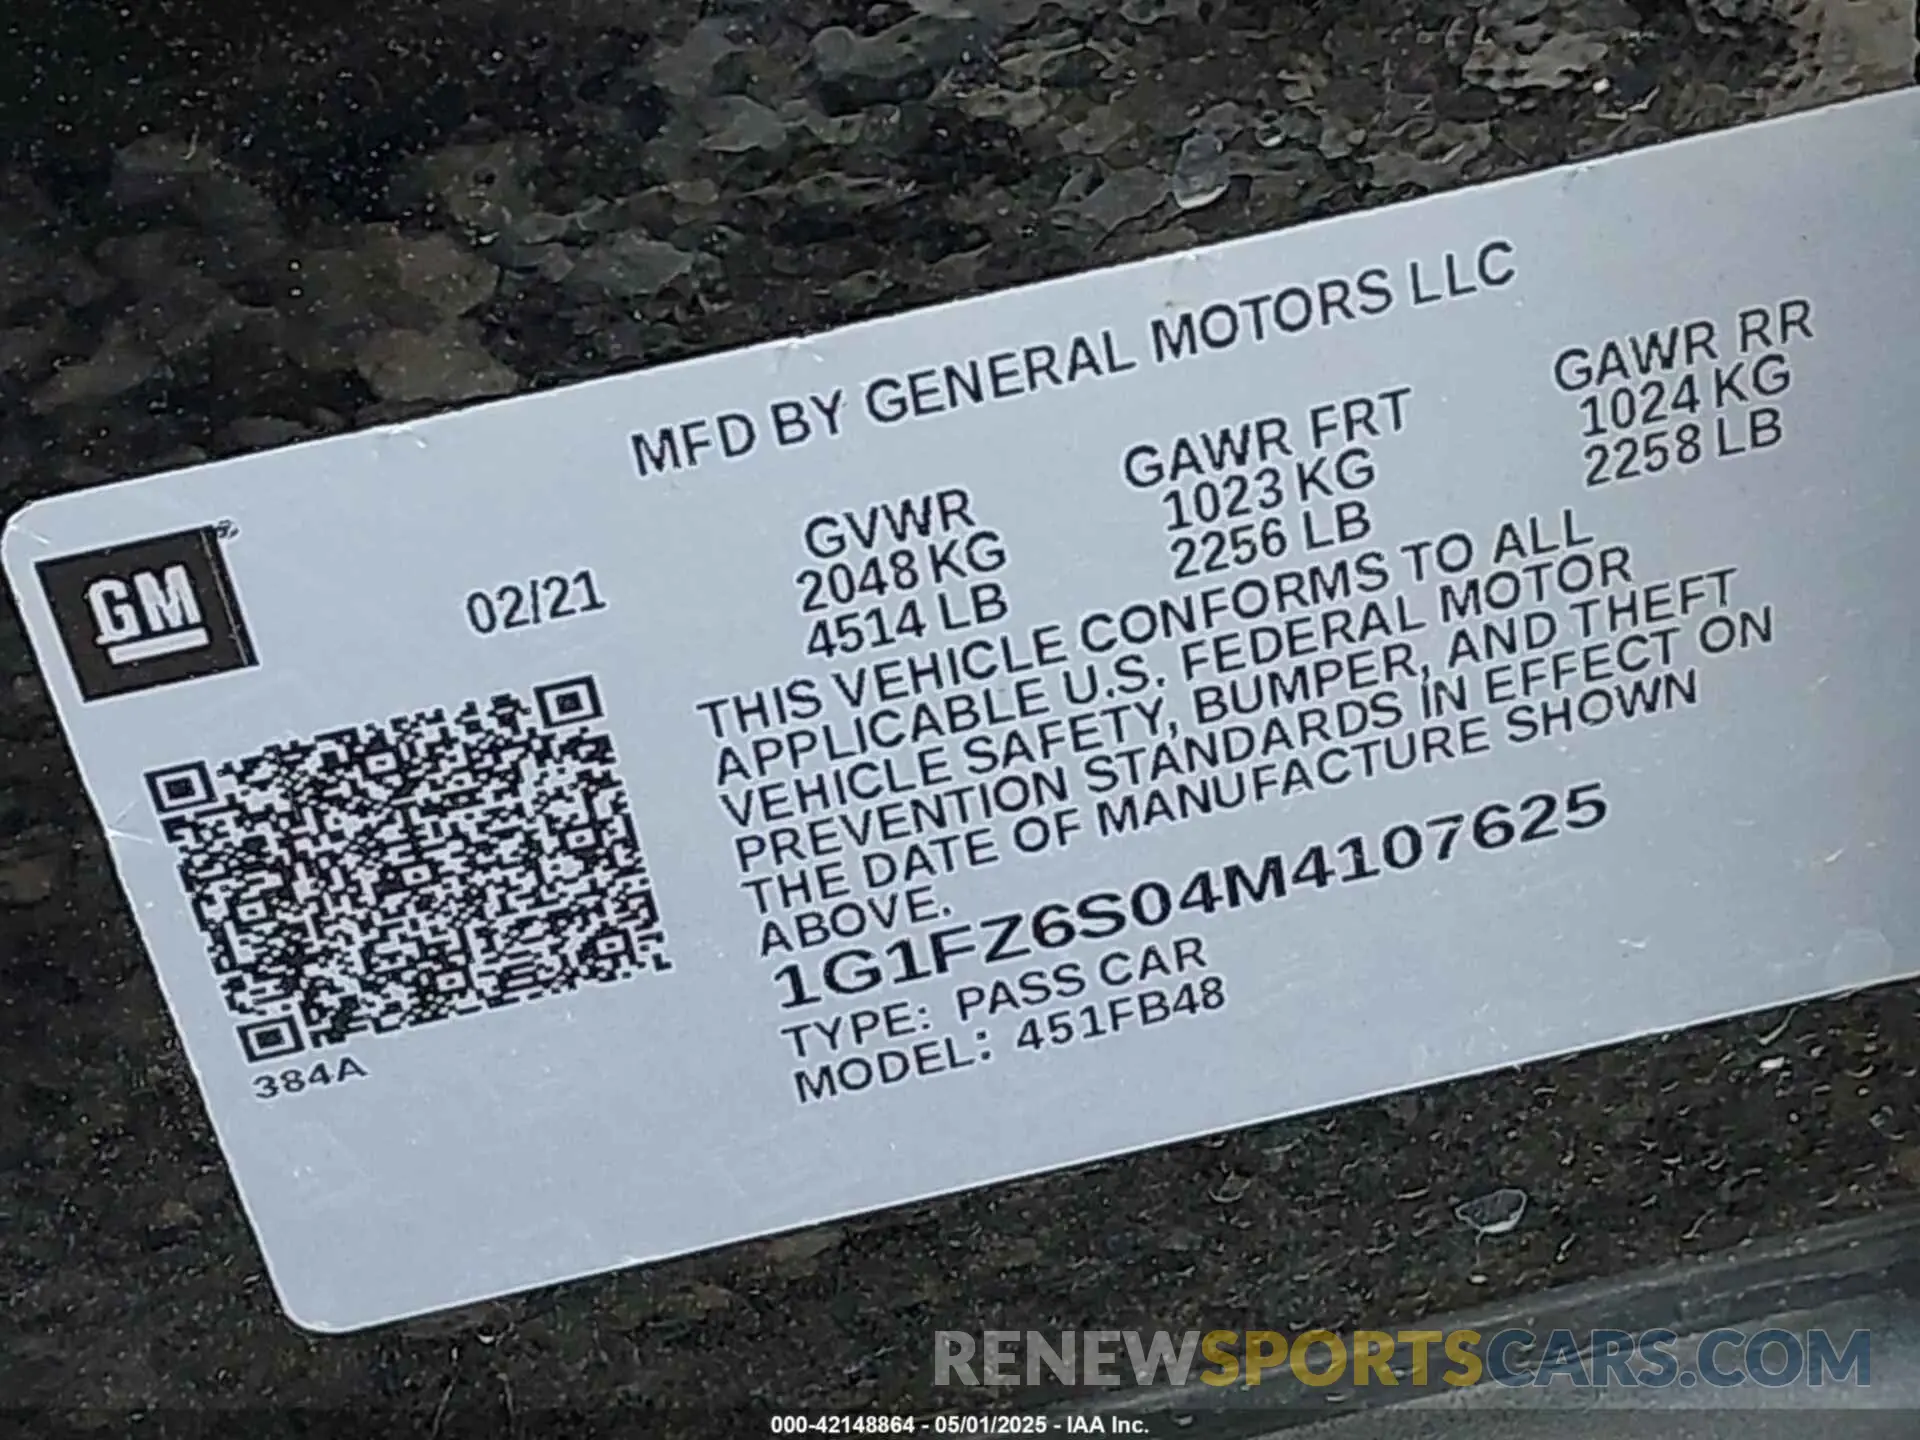 MFD BY GENERAL MOTORS LLC
GM
02/21
GVWR
2048 KG
4514 LB
GAWR FRT
1023 KG
2256 LB
GAWR RR
1024 KG
2258 LB
THIS VEHICLE CONFORMS TO ALL
APPLICABLE U.S. FEDERAL MOTOR
VEHICLE SAFETY, BUMPER, AND THEFT
PREVENTION STANDARDS IN EFFECT ON
THE DATE OF MANUFACTURE SHOWN
ABOVE.
1G1FZ6S04M4107625
TYPE: PASS CAR
MODEL: 451FB48
384A
RENEWSPORTSCARS.COM
000-42148864 - 05/01/2025 - IAA Inc.